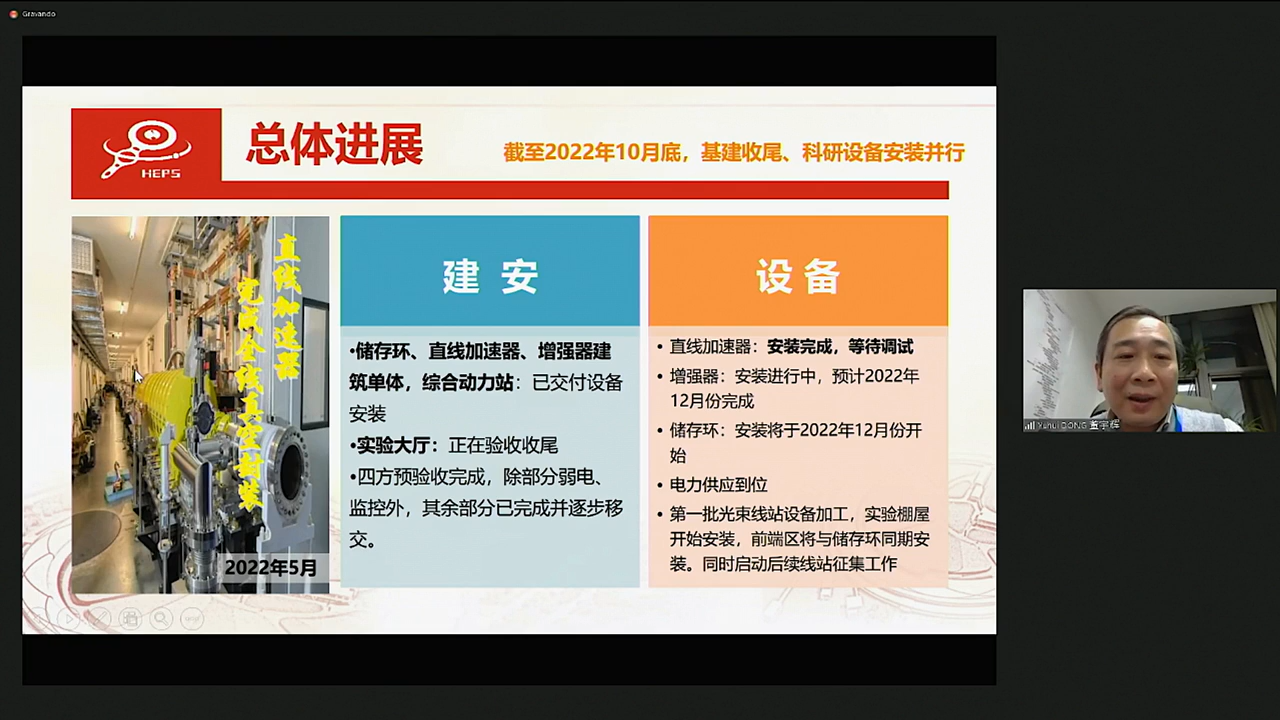 Gravando
HEPS
总体进展
截至2022年10月底，基建收尾、科研设备安装并行
直线加速器
完成全线真空封装
2022年5月
建 安
•储存环、直线加速器、增强器建
筑单体，综合动力站：已交付设备
安装
•实验大厅：正在验收收尾
•四方预验收完成，除部分弱电、
监控外，其余部分已完成并逐步移
交。
设 备
• 直线加速器：安装完成，等待调试
• 增强器：安装进行中，预计2022年
12月份完成
• 储存环：安装将于2022年12月份开
始
• 电力供应到位
• 第一批光束线站设备加工，实验棚屋
开始安装，前端区将与储存环同期安
装。同时启动后续线站征集工作
Yuhui DONG 董宇辉